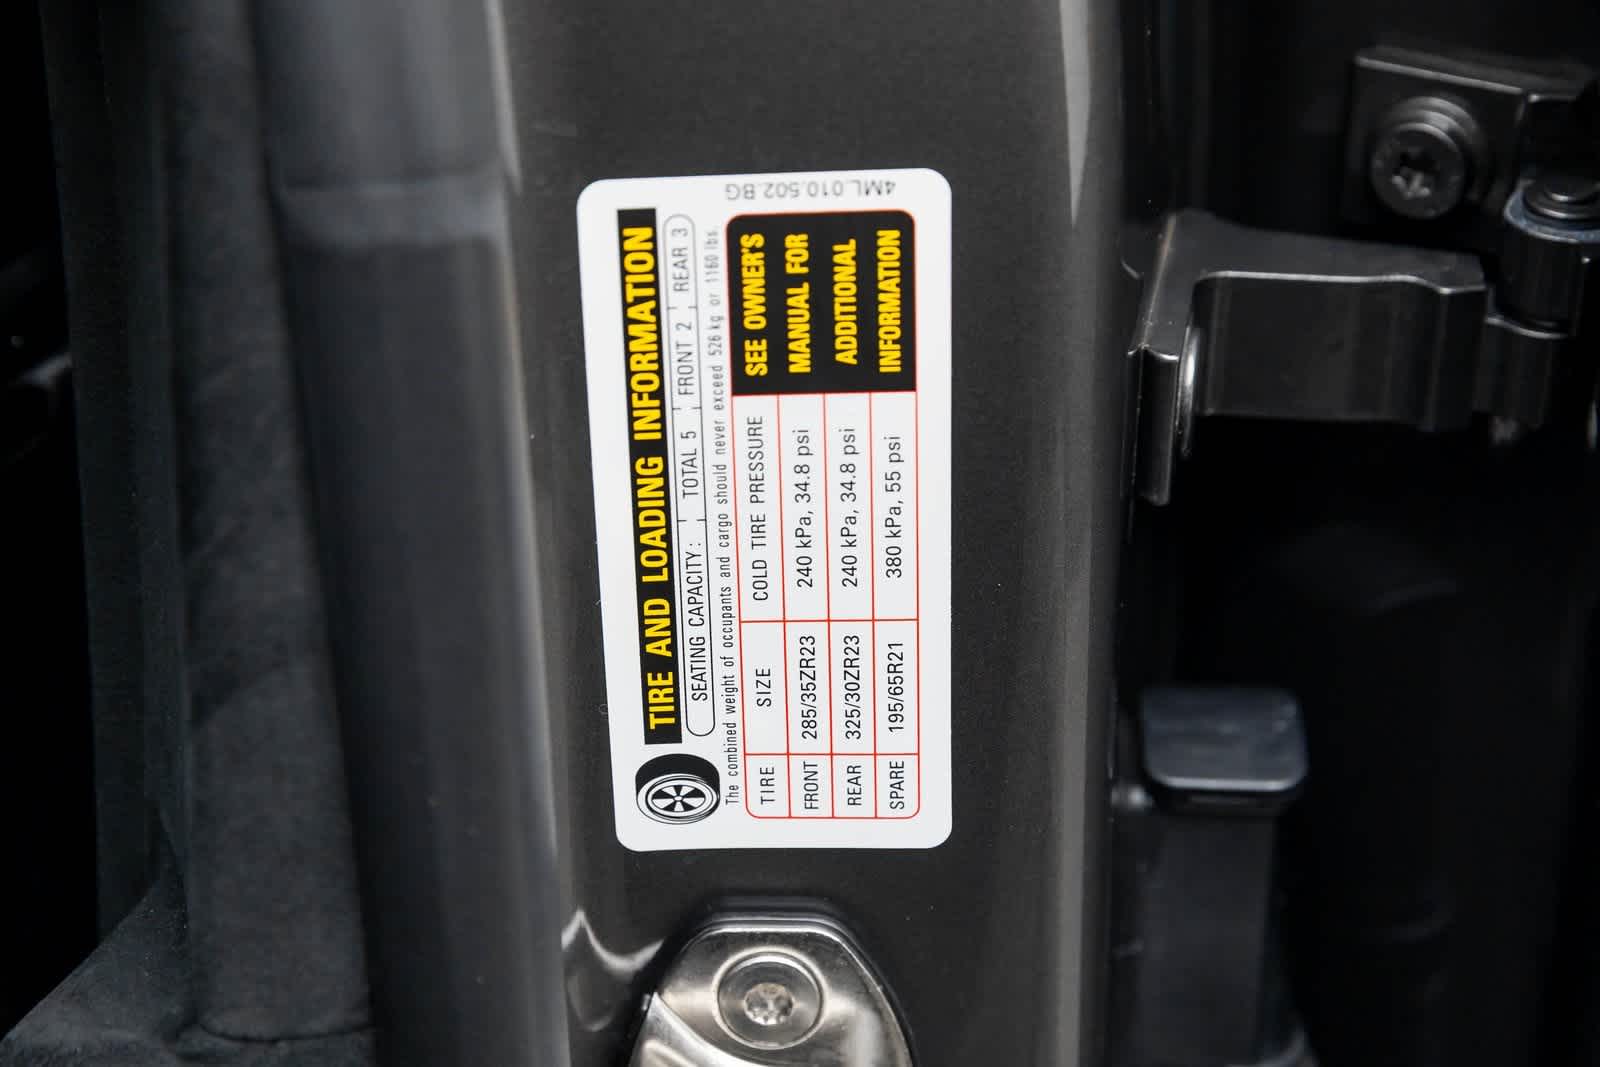 TIRE AND LOADING INFORMATION
SEATING CAPACITY: TOTAL 5 FRONT 2 REAR 3
The combined weight of occupants and cargo should never exceed 526 kg or 1160 lbs.
TIRE SIZE COLD TIRE PRESSURE
FRONT 285/35ZR23 240 kPa, 34.8 psi
REAR 325/30ZR23 240 kPa, 34.8 psi
SPARE 195/65R21 380 kPa, 55 psi
SEE OWNER'S
MANUAL FOR
ADDITIONAL
INFORMATION
4ML.010.502.BG